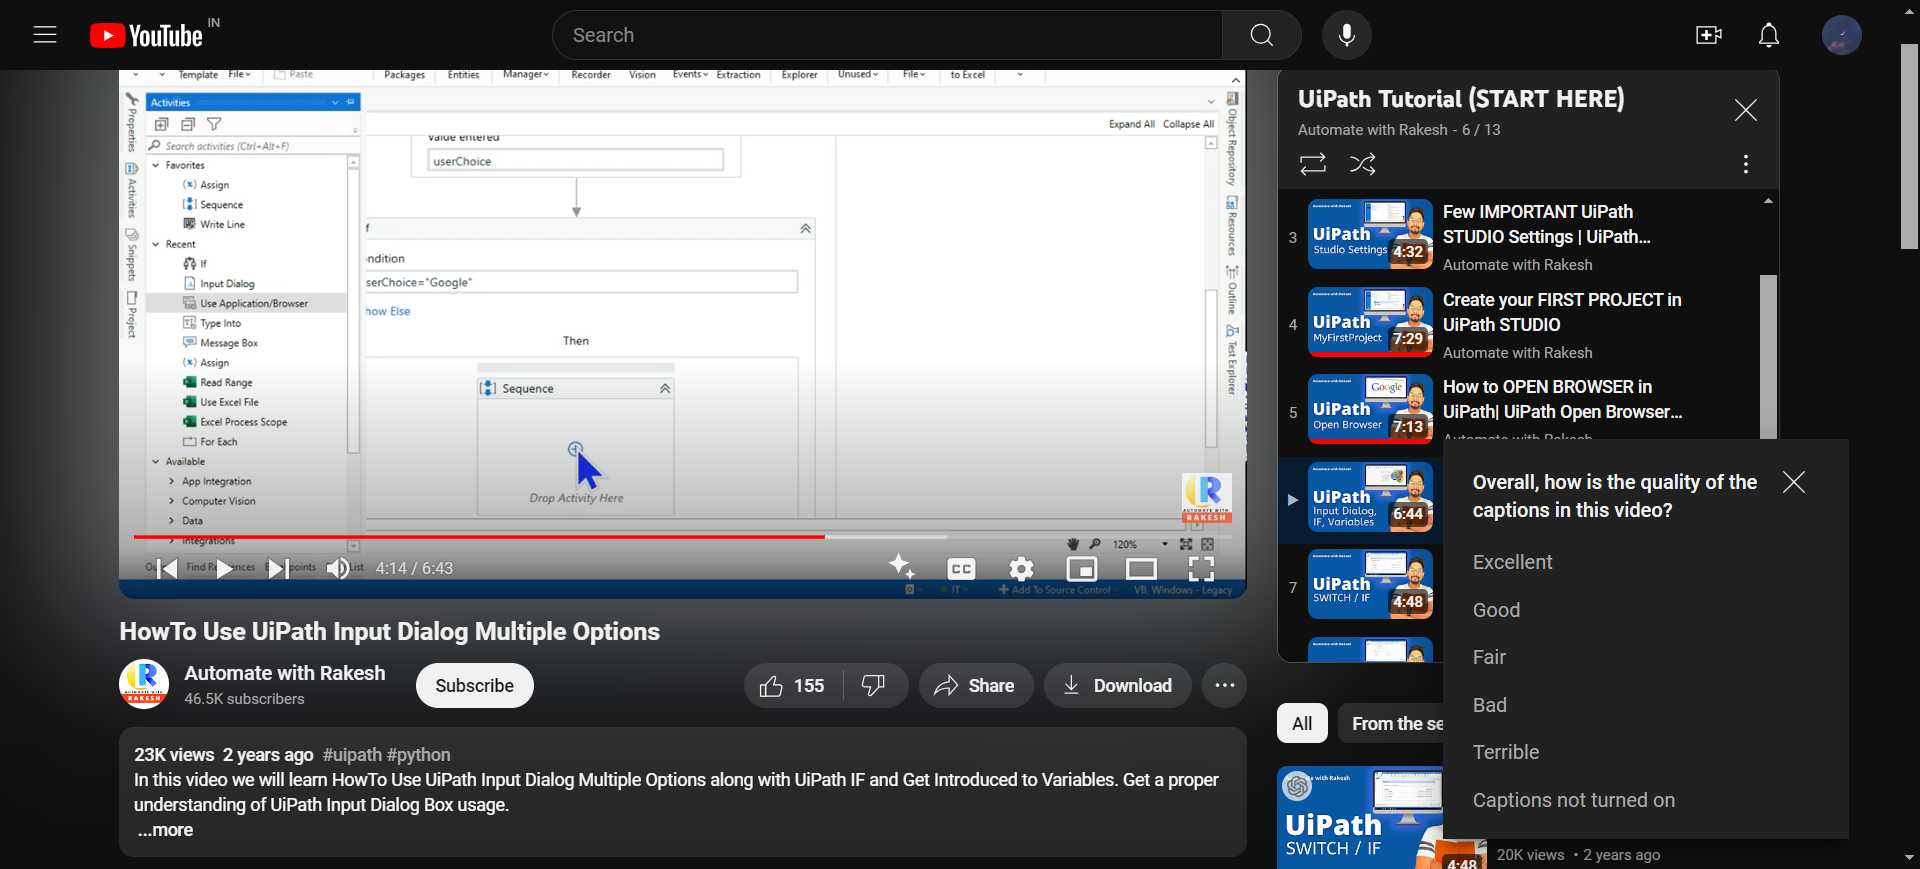 YouTube IN
Search
Template File Paste Packages Entities Manager Recorder Vision Events Extraction Explorer Unused File to Excel
Activities
Search activities (Ctrl+Alt+F)
Favorites
Assign
Sequence
Write Line
Recent
If
Input Dialog
Use Application/Browser
Type Into
Message Box
Assign
Read Range
Use Excel File
Excel Process Scope
For Each
Available
App Integration
Computer Vision
Data
Integrations
Properties
Activities
Snippets
Project
Expand All Collapse All
Value entered
userChoice
f
ndition
serChoice="Google"
how Else
Then
Sequence
Drop Activity Here
Object Repository
Resources
Outline
Test Explorer
AUTOMATE WITH
RAKESH
120%
4:14 / 6:43
CC
IT
Add To Source Control
VB, Windows - Legacy
HowTo Use UiPath Input Dialog Multiple Options
Automate with Rakesh
46.5K subscribers
Subscribe
155
Share
Download
23K views 2 years ago #uipath #python
In this video we will learn HowTo Use UiPath Input Dialog Multiple Options along with UiPath IF and Get Introduced to Variables. Get a proper
understanding of UiPath Input Dialog Box usage.
...more
UiPath Tutorial (START HERE)
Automate with Rakesh - 6 / 13
3
UiPath
Studio Settings
4:32
Few IMPORTANT UiPath
STUDIO Settings | UiPath...
Automate with Rakesh
4
UiPath
MyFirstProject
7:29
Create your FIRST PROJECT in
UiPath STUDIO
Automate with Rakesh
5
Google
UiPath
Open Browser
7:13
How to OPEN BROWSER in
UiPath| UiPath Open Browser...
Automate with Rakesh
UiPath
Input Dialog,
IF, Variables
6:44
7
UiPath
SWITCH / IF
4:48
Overall, how is the quality of the
captions in this video?
Excellent
Good
Fair
Bad
Terrible
Captions not turned on
All
From the se
with Rakesh
UiPath
SWITCH / IF
4:48
20K views • 2 years ago